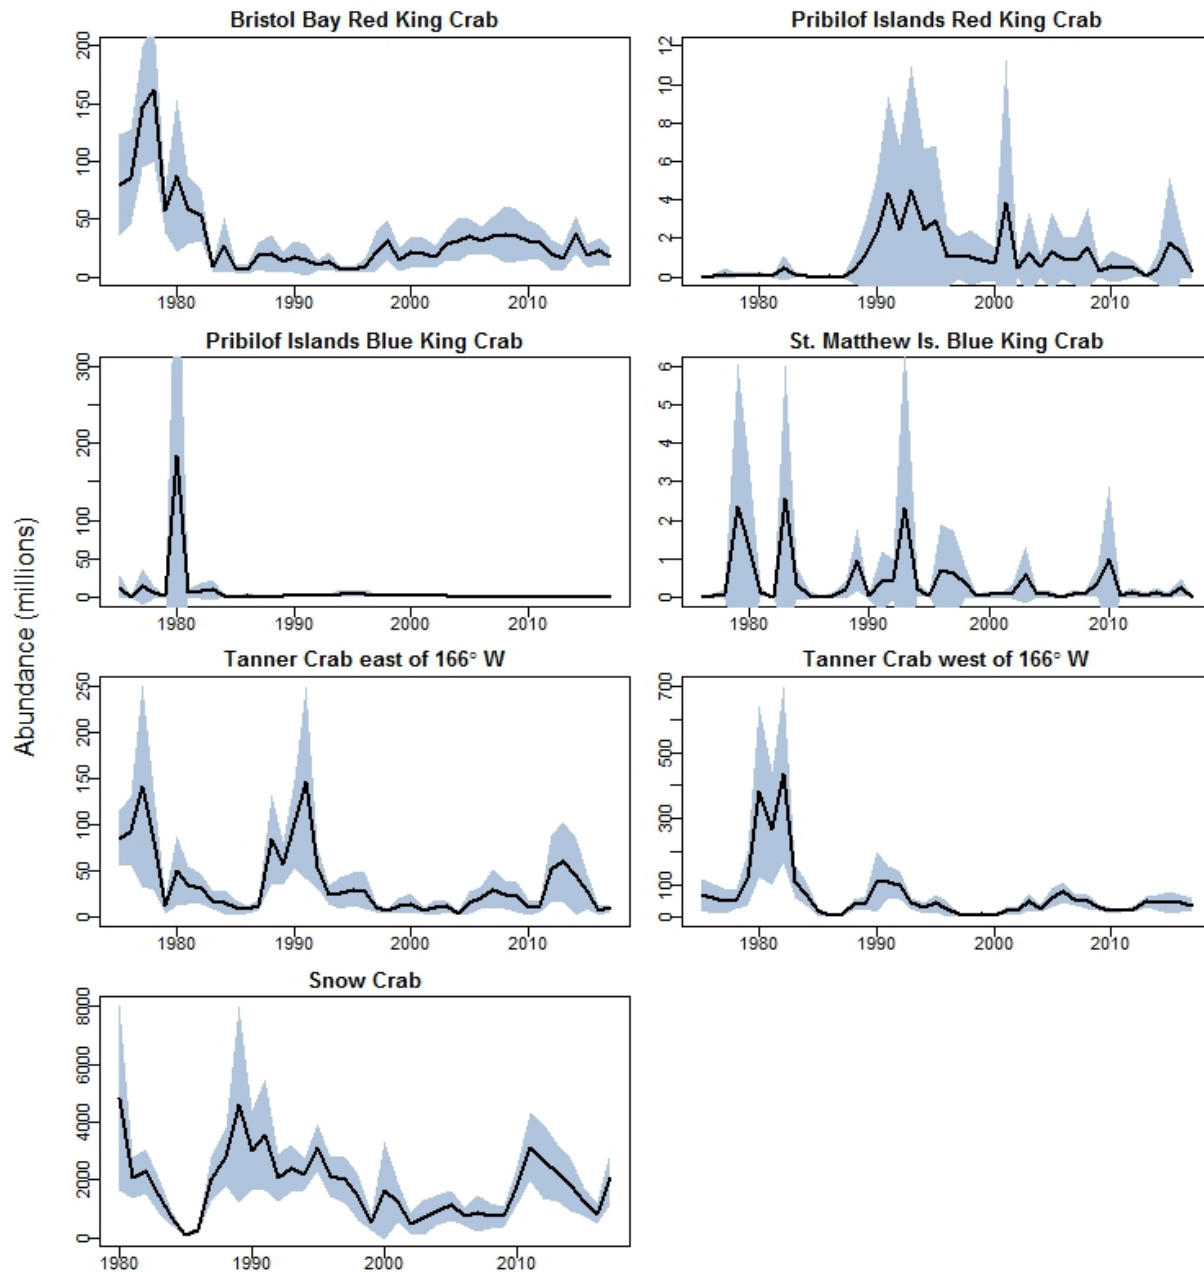 Bristol Bay Red King Crab
200
150
100
50
0
1980 1990 2000 2010
Pribilof Islands Red King Crab
12
10
8
6
4
2
0
1980 1990 2000 2010
Pribilof Islands Blue King Crab
300
200
100
50
0
1980 1990 2000 2010
St. Matthew Is. Blue King Crab
6
5
4
3
2
1
0
1980 1990 2000 2010
Abundance (millions)
Tanner Crab east of 166° W
250
200
150
100
50
0
1980 1990 2000 2010
Tanner Crab west of 166° W
700
500
300
100
0
1980 1990 2000 2010
Snow Crab
8000
6000
4000
2000
0
1980 1990 2000 2010